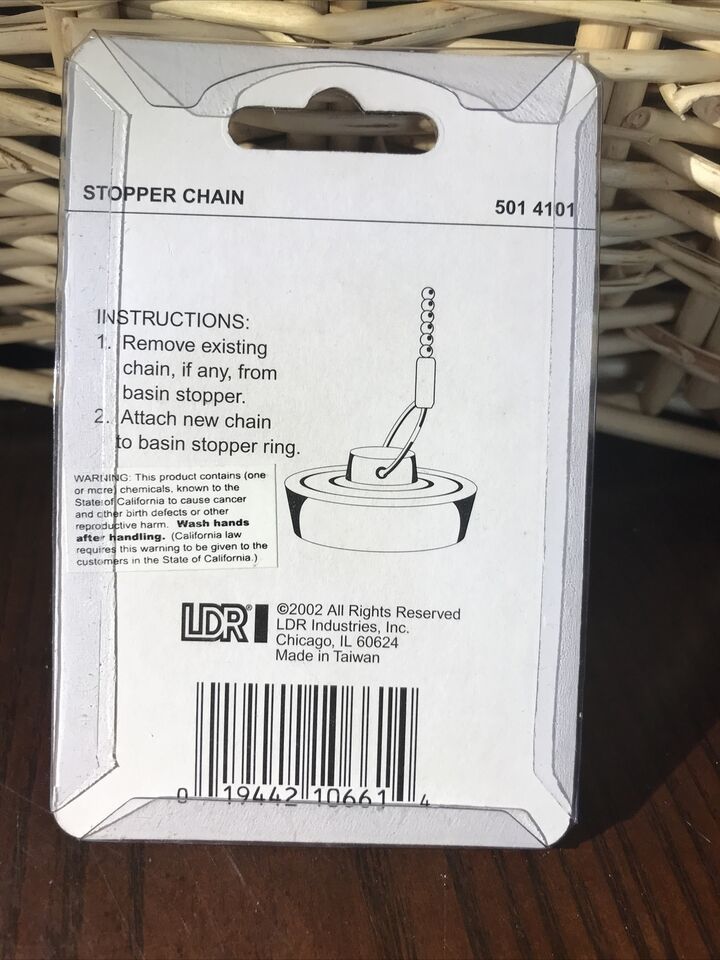 STOPPER CHAIN
501 4101
INSTRUCTIONS:
1. Remove existing
chain, if any, from
basin stopper.
2. Attach new chain
to basin stopper ring.
WARNING: This product contains (one
or more) chemicals, known to the
State of California to cause cancer
and other birth defects or other
reproductive harm. Wash hands
after handling. (California law
requires this warning to be given to the
customers in the State of California.)
LDR®
©2002 All Rights Reserved
LDR Industries, Inc.
Chicago, IL 60624
Made in Taiwan
0 19442 10661 4